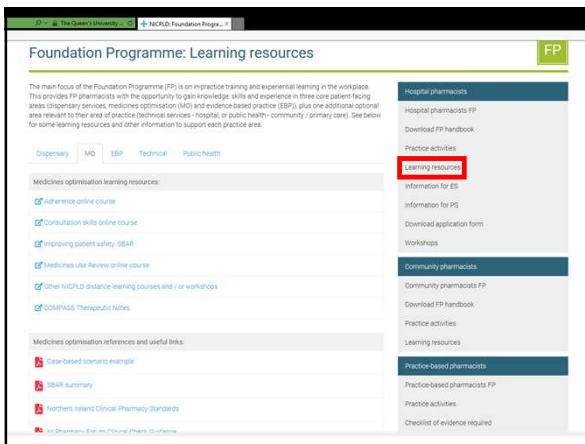 The Queen's University ...
NICPLD: Foundation Progra...
Foundation Programme: Learning resources
FP
The main focus of the Foundation Programme (FP) is on in-practice training and experiential learning in the workplace.
This provides FP pharmacists with the opportunity to gain knowledge, skills and experience in three core patient-facing
areas (dispensary services, medicines optimisation (MO) and evidence based practice (EBP)), plus one additional optional
area relevant to their area of practice (technical services - hospital, or public health - community / primary care). See below
for some learning resources and other information to support each practice area.
Dispensary MO EBP Technical Public health
Medicines optimisation learning resources:
Adherence online course
Consultation skills online course
Improving patient safety: SBAR
Medicines Use Review online course
Other NICPLD distance learning courses and / or workshops
COMPASS Therapeutic Notes
Medicines optimisation references and useful links:
Case-based scenario example
SBAR summary
Northern Ireland Clinical Pharmacy Standards
NI Pharmacy Forum Clinical Check Guidance
Hospital pharmacists
Hospital pharmacists FP
Download FP handbook
Practice activities
Learning resources
Information for ES
Information for PS
Download application form
Workshops
Community pharmacists
Community pharmacists FP
Download FP handbook
Practice activities
Learning resources
Practice-based pharmacists
Practice-based pharmacists FP
Practice activities
Checklist of evidence required